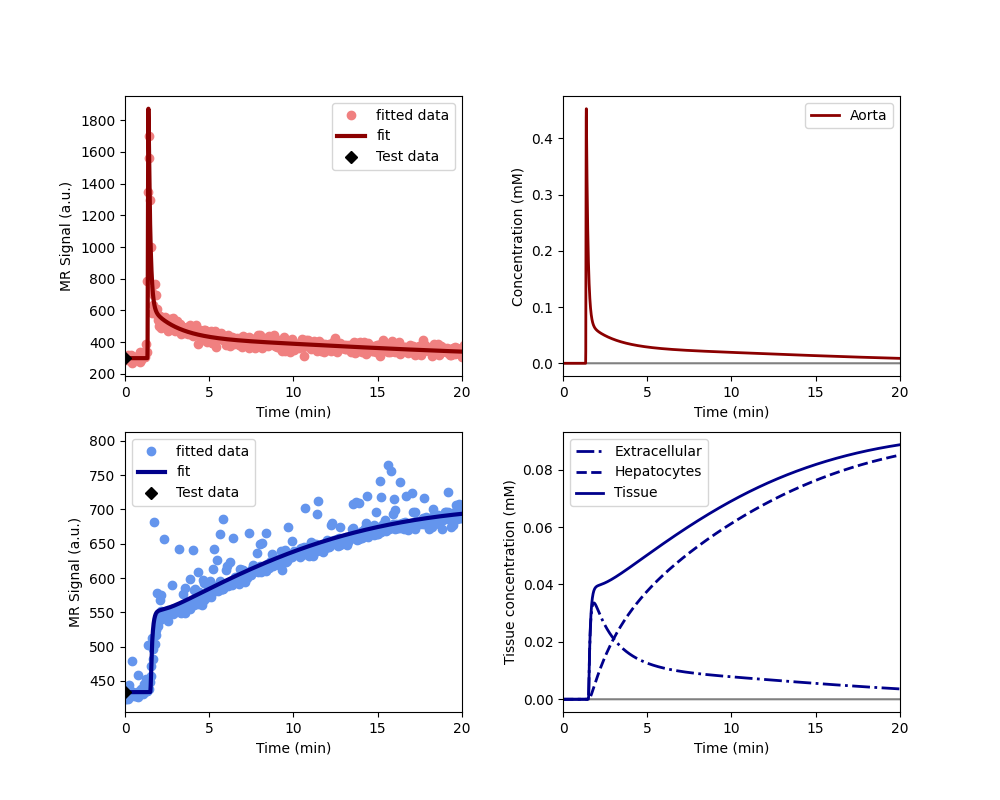 1800
1600
1400
1200
1000
800
600
400
200
MR Signal (a.u.)
fitted data
fit
Test data
0 5 10 15 20
Time (min)
0.4
0.3
0.2
0.1
0.0
Concentration (mM)
Aorta
0 5 10 15 20
Time (min)
800
750
700
650
600
550
500
450
MR Signal (a.u.)
fitted data
fit
Test data
0 5 10 15 20
Time (min)
0.08
0.06
0.04
0.02
0.00
Tissue concentration (mM)
Extracellular
Hepatocytes
Tissue
0 5 10 15 20
Time (min)